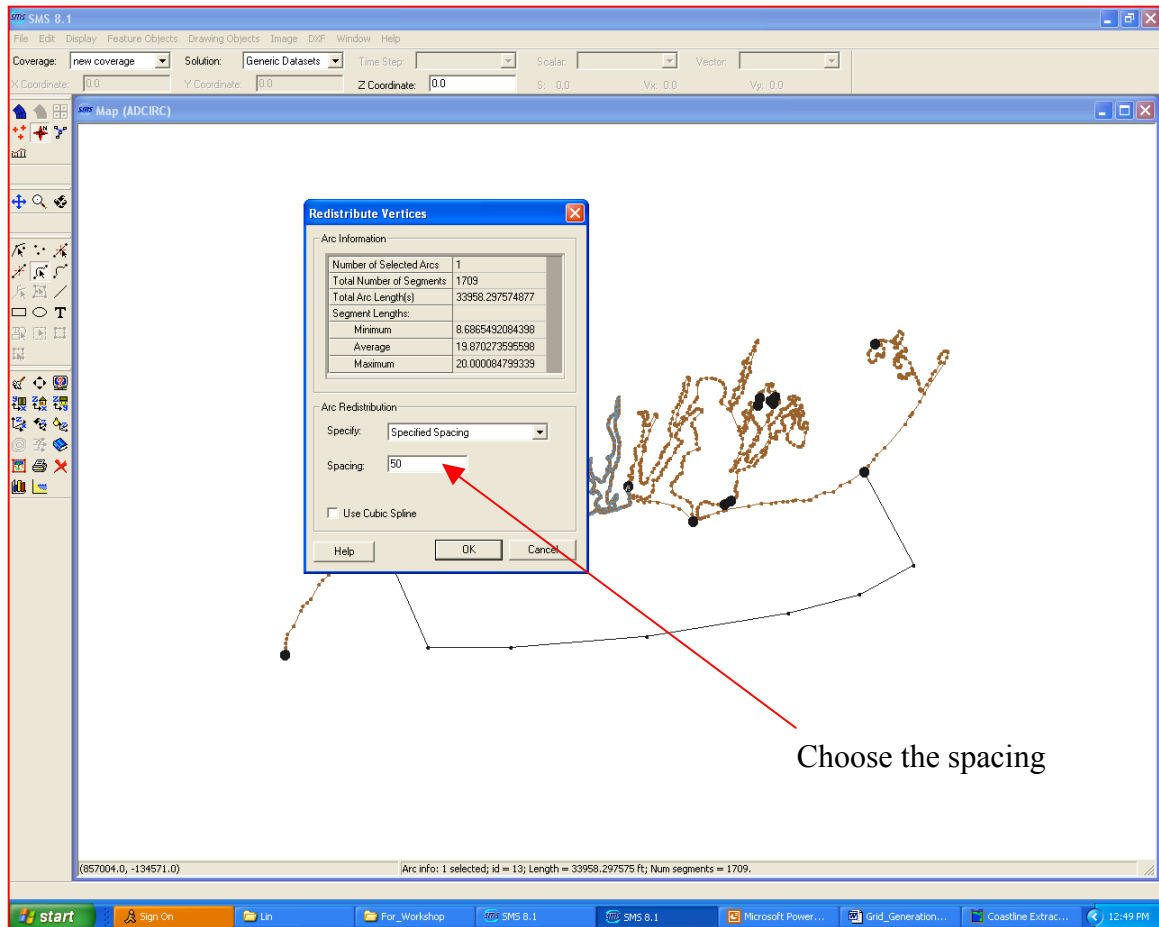 SMS 8.1
File Edit Display Feature Objects Drawing Objects Image DXF Window Help
Coverage: new coverage Solution: Generic Datasets Time Step: Scalar: Vector:
X Coordinate: 0.0 Y Coordinate: 0.0 Z Coordinate: 0.0 S: 0.0 Vx: 0.0 Vy: 0.0
Map (ADCIRC)
Redistribute Vertices
Arc Information
Number of Selected Arcs 1
Total Number of Segments 1709
Total Arc Length(s) 33958.297574877
Segment Lengths:
Minimum 8.6865492084398
Average 19.870273595598
Maximum 20.000084799339
Arc Redistribution
Specify: Specified Spacing
Spacing: 50
Use Cubic Spline
Help OK Cancel
Choose the spacing
(857004.0, -134571.0) Arc info: 1 selected; id = 13; Length = 33958.297575 ft; Num segments = 1709.
start Sign On Lin For_Workshop SMS 8.1 SMS 8.1 Microsoft Power... Grid_Generation... Coastline Extrac... 12:49 PM